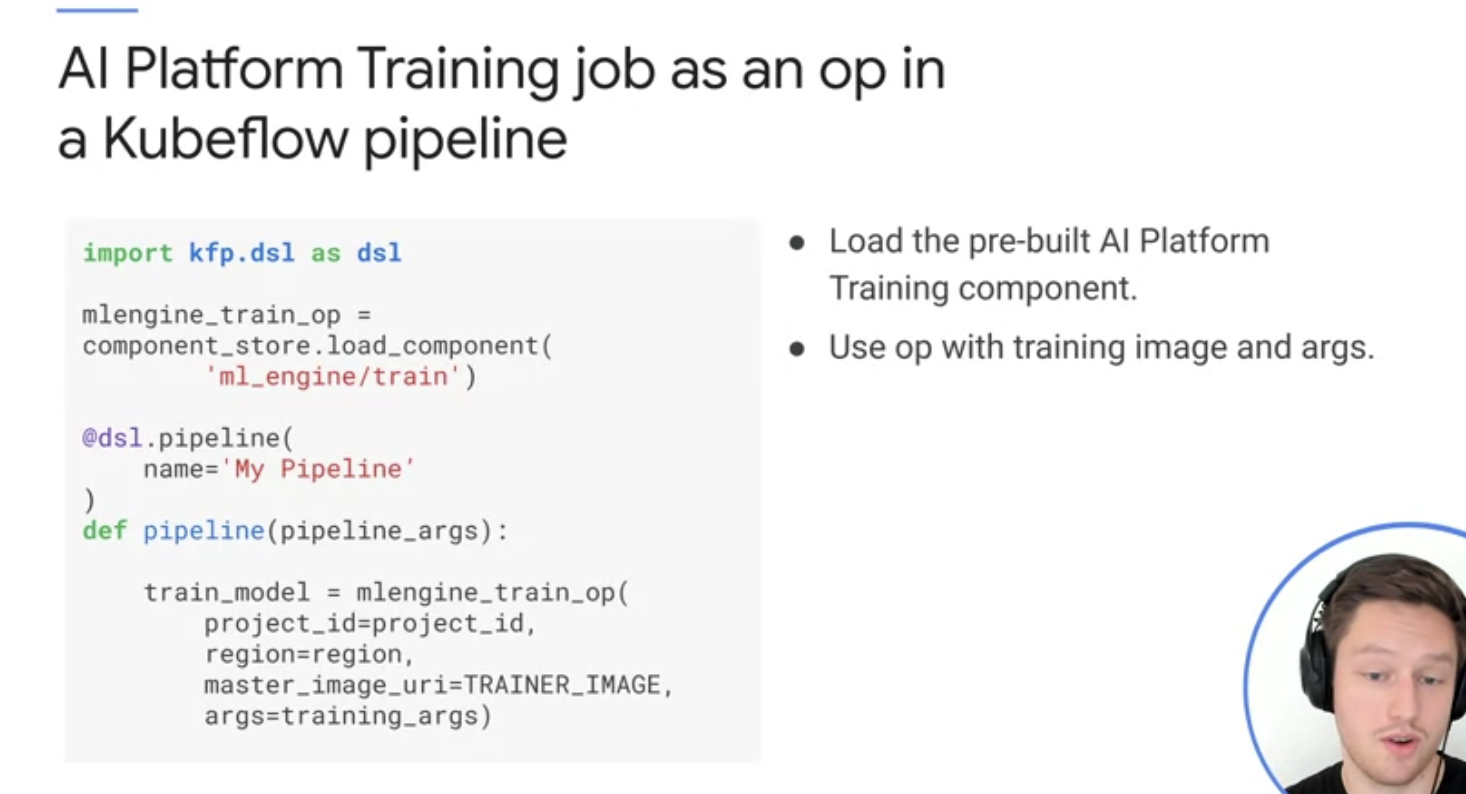 AI Platform Training job as an op in
a Kubeflow pipeline
import kfp.dsl as dsl
mlengine_train_op =
component_store.load_component(
'ml_engine/train')
@dsl.pipeline(
name='My Pipeline’
)
def pipeline(pipeline_args):
train_model = mlengine_train_op(
project_id=project_id,
region=region,
master_image_uri=TRAINER_IMAGE,
args=training_args)
● Load the pre-built AI Platform
Training component.
● Use op with training image and args.